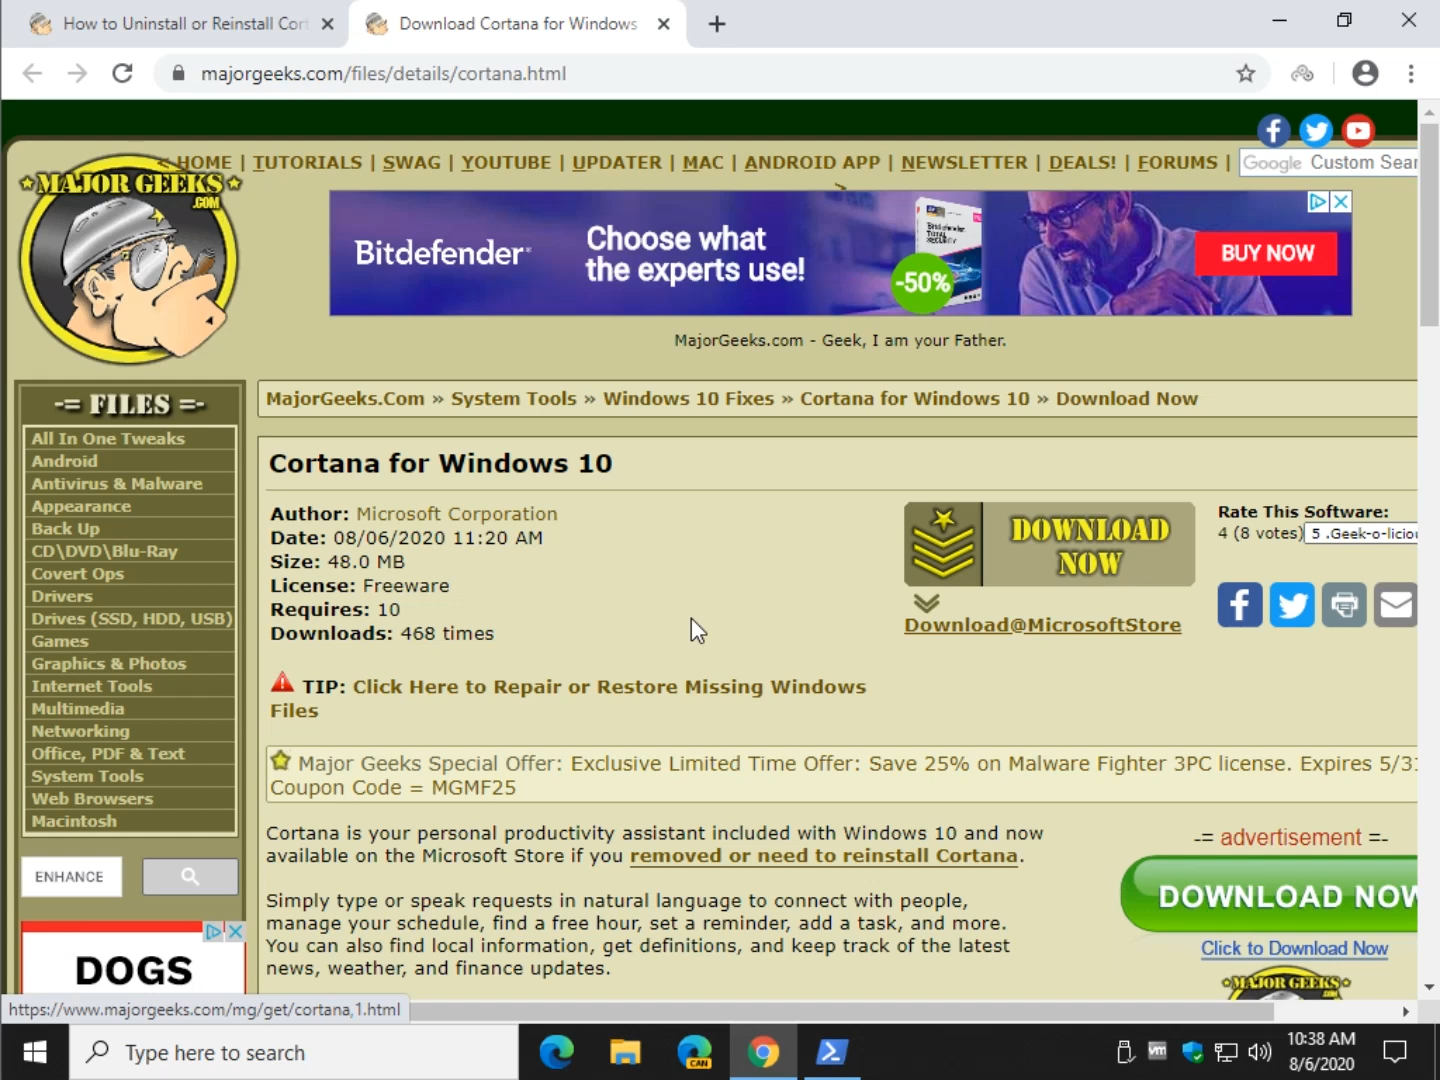 How to Uninstall or Reinstall Cort
Download Cortana for Windows
majorgeeks.com/files/details/cortana.html
< HOME | TUTORIALS | SWAG | YOUTUBE | UPDATER | MAC | ANDROID APP | NEWSLETTER | DEALS! | FORUMS |
>
Google Custom Sear
MAJOR GEEKS
.COM
Bitdefender
Choose what
the experts use!
-50%
BUY NOW
MajorGeeks.com - Geek, I am your Father.
-= FILES =-
All In One Tweaks
Android
Antivirus & Malware
Appearance
Back Up
CD\DVD\Blu-Ray
Covert Ops
Drivers
Drives (SSD, HDD, USB)
Games
Graphics & Photos
Internet Tools
Multimedia
Networking
Office, PDF & Text
System Tools
Web Browsers
Macintosh
ENHANCE
DOGS
MajorGeeks.Com » System Tools » Windows 10 Fixes » Cortana for Windows 10 » Download Now
Cortana for Windows 10
Author: Microsoft Corporation
Date: 08/06/2020 11:20 AM
Size: 48.0 MB
License: Freeware
Requires: 10
Downloads: 468 times
DOWNLOAD
NOW
Download@MicrosoftStore
Rate This Software:
4 (8 votes) 5 .Geek-o-liciou
TIP: Click Here to Repair or Restore Missing Windows
Files
Major Geeks Special Offer: Exclusive Limited Time Offer: Save 25% on Malware Fighter 3PC license. Expires 5/31
Coupon Code = MGMF25
Cortana is your personal productivity assistant included with Windows 10 and now
available on the Microsoft Store if you removed or need to reinstall Cortana.
Simply type or speak requests in natural language to connect with people,
manage your schedule, find a free hour, set a reminder, add a task, and more.
You can also find local information, get definitions, and keep track of the latest
news, weather, and finance updates.
-= advertisement =-
DOWNLOAD NOW
Click to Download Now
MAJOR GEEKS
https://www.majorgeeks.com/mg/get/cortana,1.html
Type here to search
CAN
vm
10:38 AM
8/6/2020